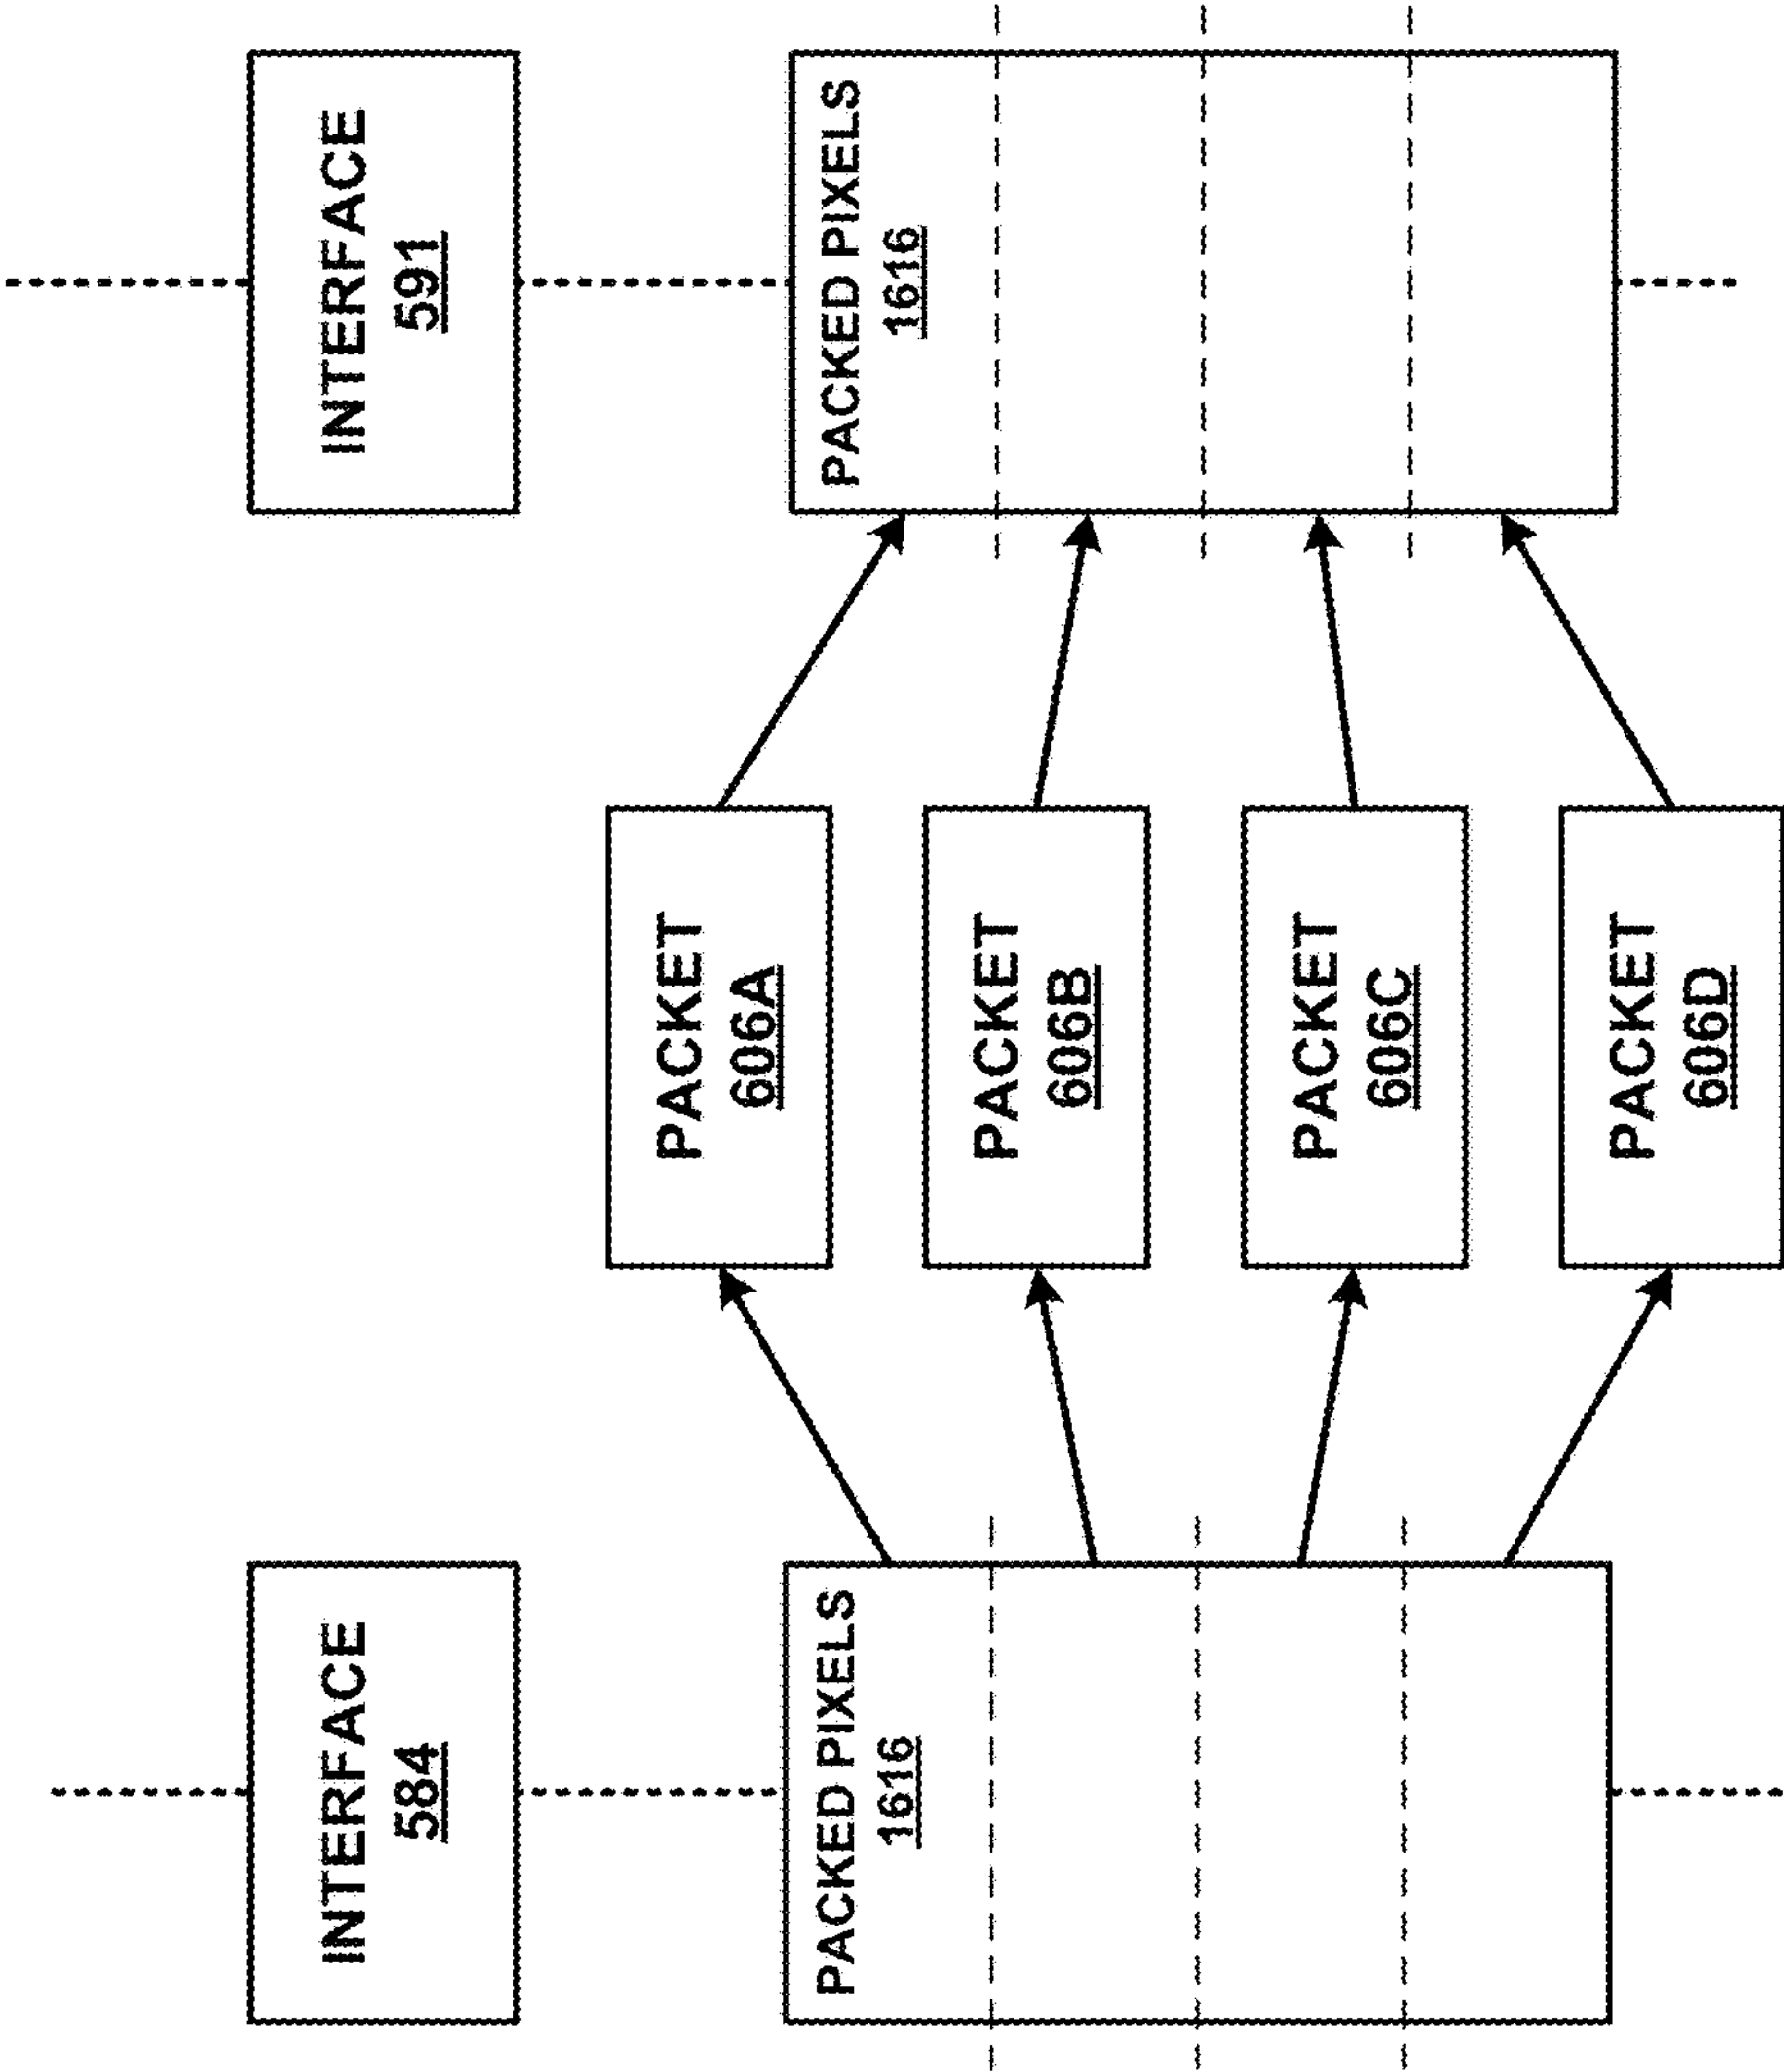 INTERFACE
584
PACKED PIXELS
1616
PACKET
606A
PACKET
606B
PACKET
606C
PACKET
606D
INTERFACE
591
PACKED PIXELS
1616